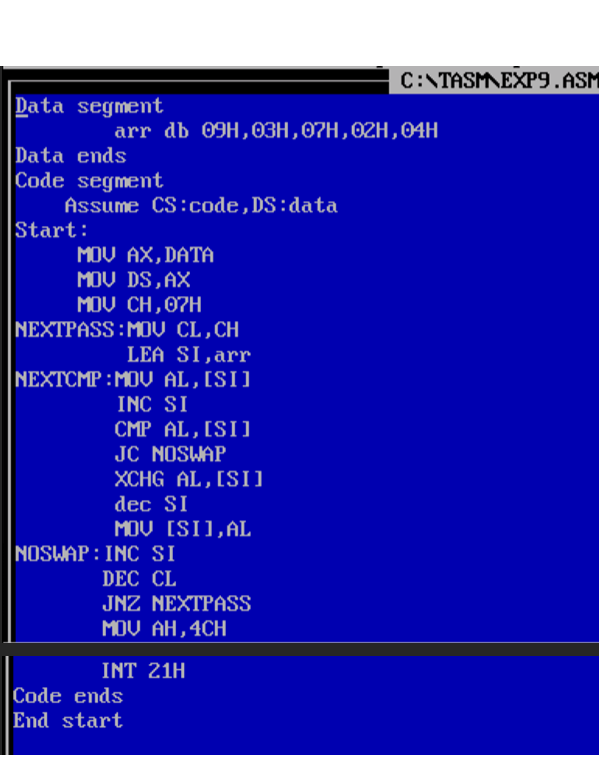 C:\TASM\EXP9.ASM
Data segment
arr db 09H,03H,07H,02H,04H
Data ends
Code segment
Assume CS:code,DS:data
Start:
MOV AX,DATA
MOV DS,AX
MOV CH,07H
NEXTPASS:MOV CL,CH
LEA SI,arr
NEXTCMP:MOV AL,[SI]
INC SI
CMP AL,[SI]
JC NOSWAP
XCHG AL,[SI]
dec SI
MOV [SI],AL
NOSWAP:INC SI
DEC CL
JNZ NEXTPASS
MOV AH,4CH
INT 21H
Code ends
End start